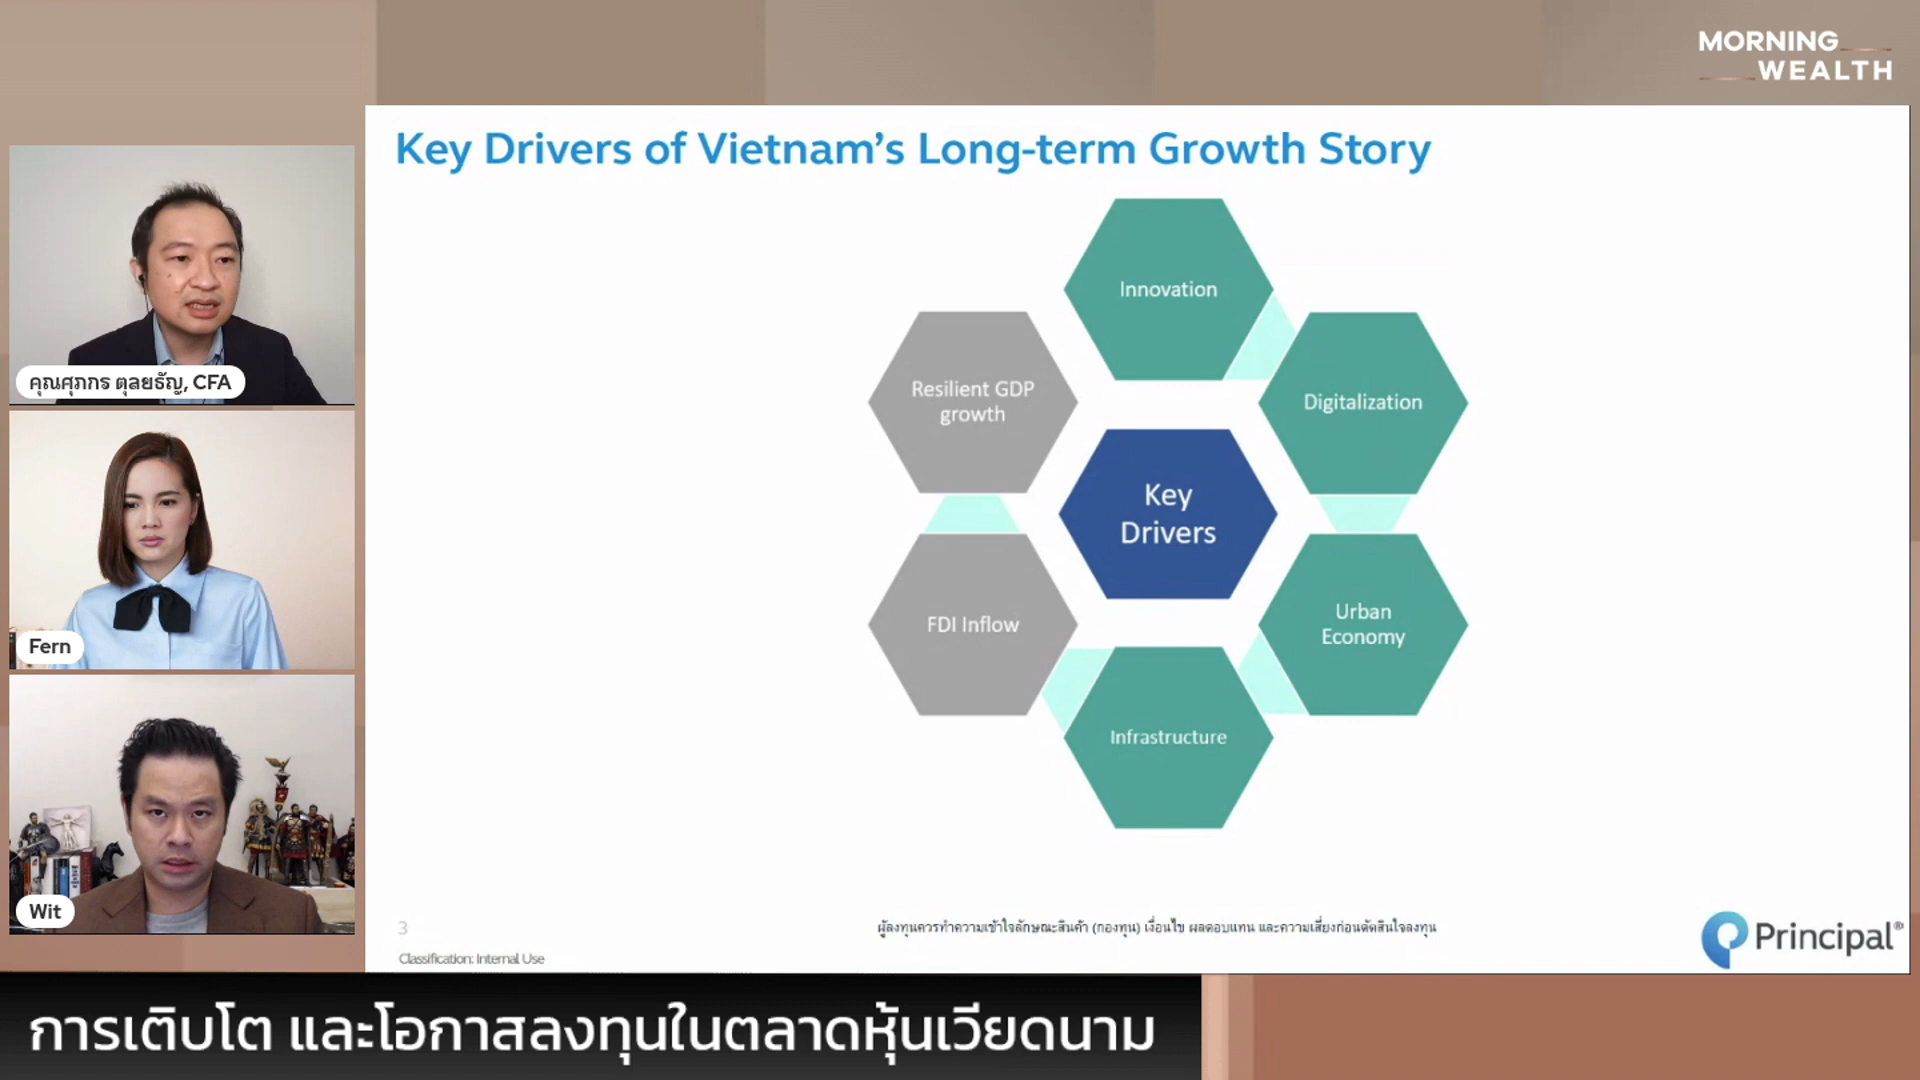 MORNING
WEALTH
Key Drivers of Vietnam’s Long-term Growth Story
Innovation
Resilient GDP
growth
Digitalization
Key
Drivers
FDI Inflow
Urban
Economy
Infrastructure
คุณศุภกร ตุลยธัญ, CFA
Fern
Wit
3
ผู้ลงทุนควรทำความเข้าใจลักษณะสินค้า (กองทุน) เงื่อนไข ผลตอบแทน และความเสี่ยงก่อนตัดสินใจลงทุน
Classification: Internal Use
Principal®
การเติบโต และโอกาสลงทุนในตลาดหุ้นเวียดนาม